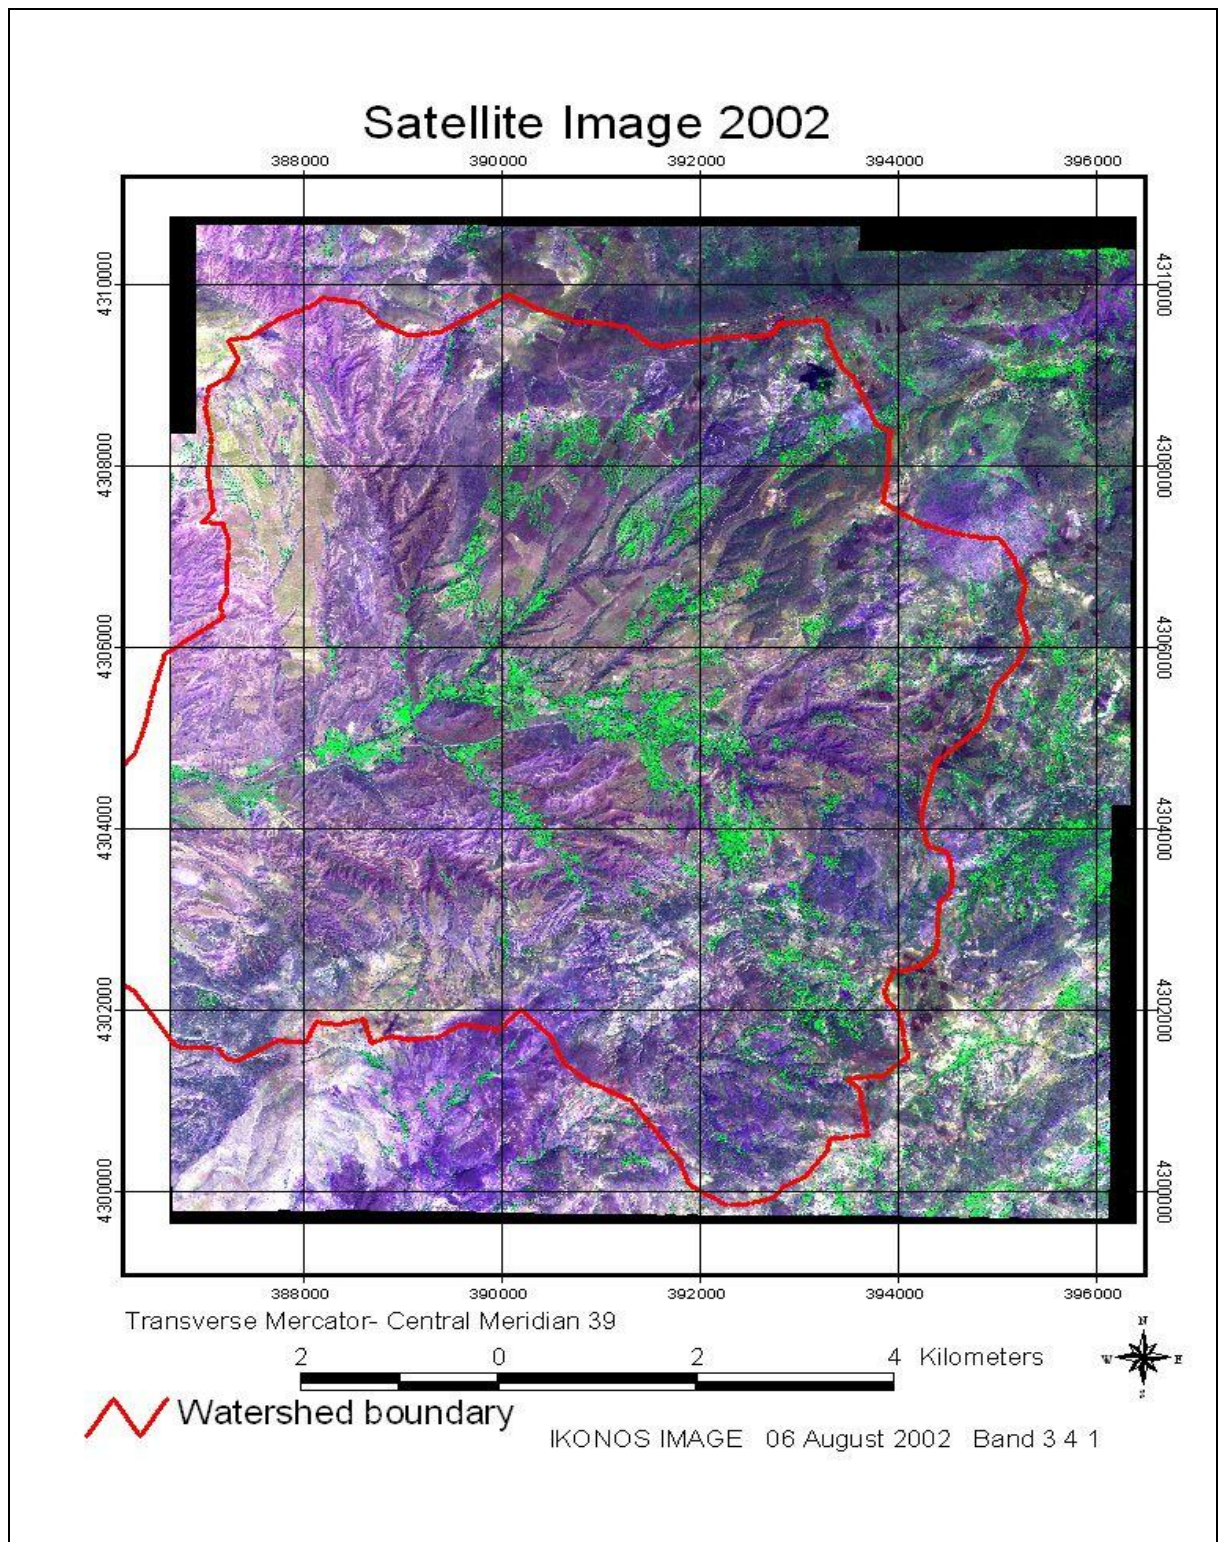 Satellite Image 2002
388000 390000 392000 394000 396000
4310000 4310000
4308000 4308000
4306000 4306000
4304000 4304000
4302000 4302000
4300000 4300000
388000 390000 392000 394000 396000
Transverse Mercator- Central Meridian 39
N
2 0 2 4 Kilometers
W E
S
Watershed boundary
IKONOS IMAGE 06 August 2002 Band 3 4 1